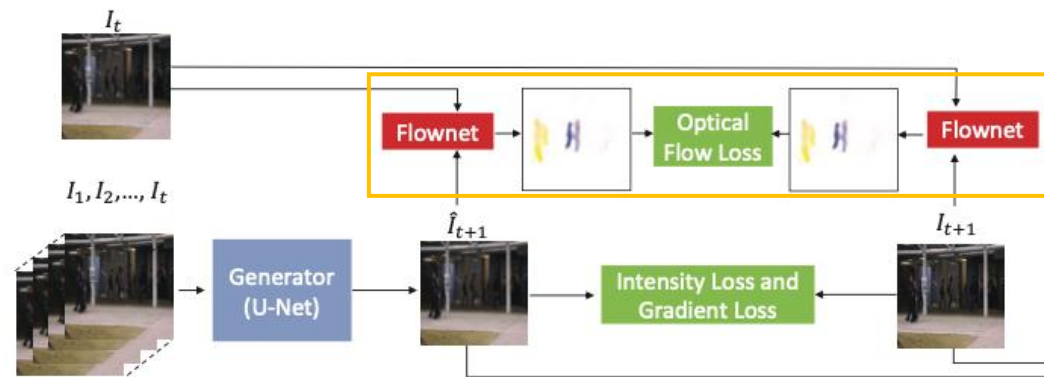 I_t
Flownet
Optical
Flow Loss
Flownet
I_1, I_2,…, I_t
Î_{t+1}
I_{t+1}
Generator
(U-Net)
Intensity Loss and
Gradient Loss